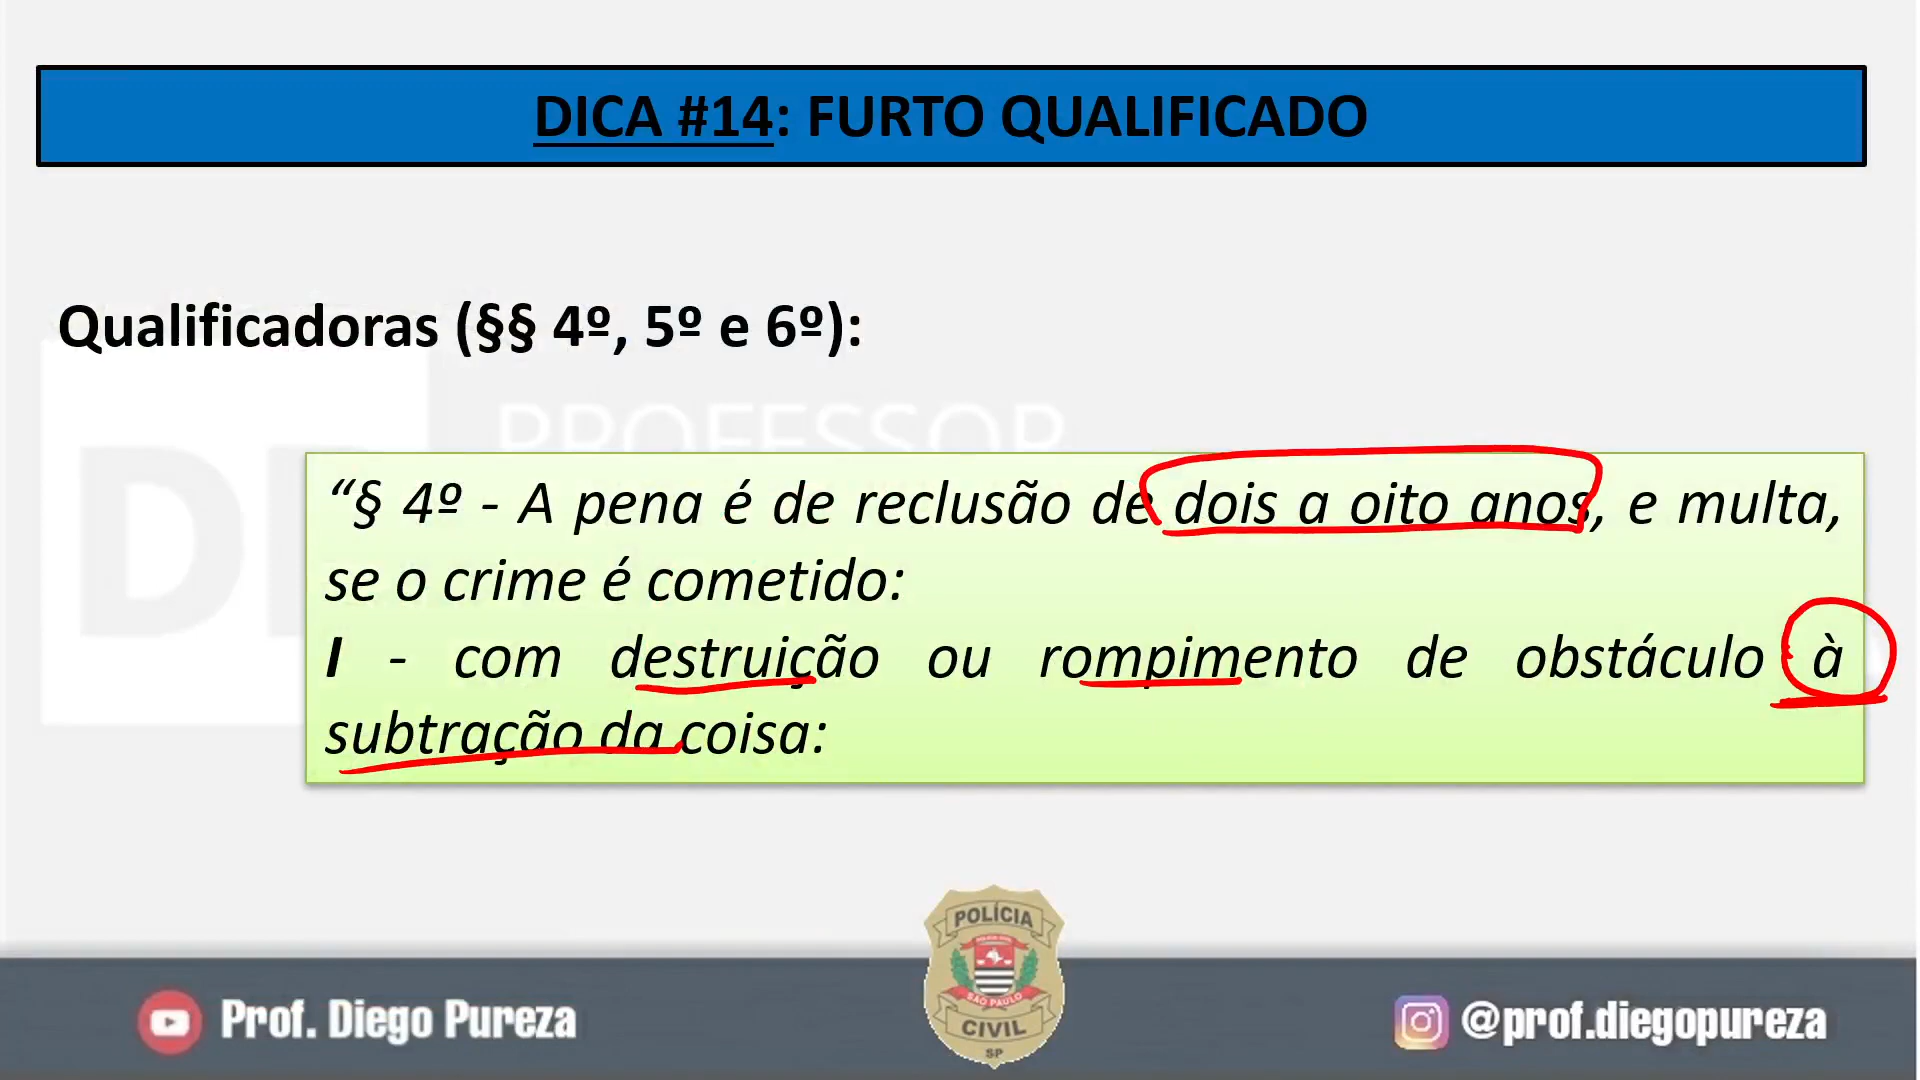 DICA #14: FURTO QUALIFICADO
Qualificadoras (§§ 4º, 5º e 6º):
PROFESSOR
“§ 4º - A pena é de reclusão de dois a oito anos, e multa,
se o crime é cometido:
I - com destruição ou rompimento de obstáculo à
subtração da coisa:
POLÍCIA
SÃO PAULO
CIVIL
SP
Prof. Diego Pureza
@prof.diegopureza